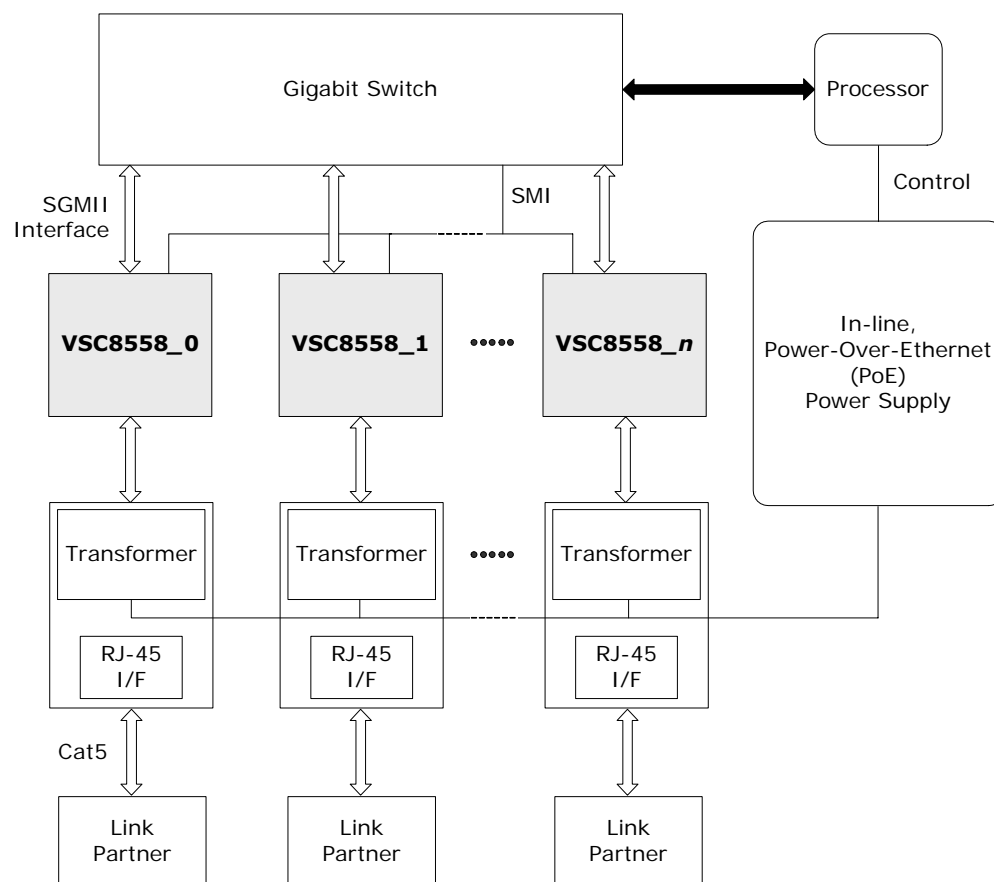 Gigabit Switch
Processor
SGMII
Interface
SMI
Control
VSC8558_0
VSC8558_1
VSC8558_n
In-line,
Power-Over-Ethernet
(PoE)
Power Supply
Transformer
Transformer
Transformer
RJ-45
I/F
RJ-45
I/F
RJ-45
I/F
Cat5
Link
Partner
Link
Partner
Link
Partner